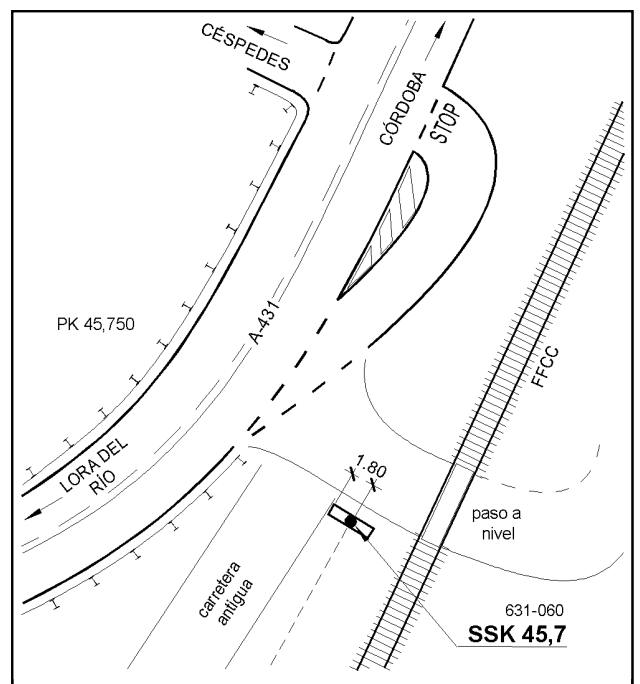 CÉSPEDES
CÓRDOBA
STOP
PK 45,750
A-431
FFCC
LORA DEL
RÍO
1.80
carretera
antigua
paso a
nivel
631-060
SSK 45,7